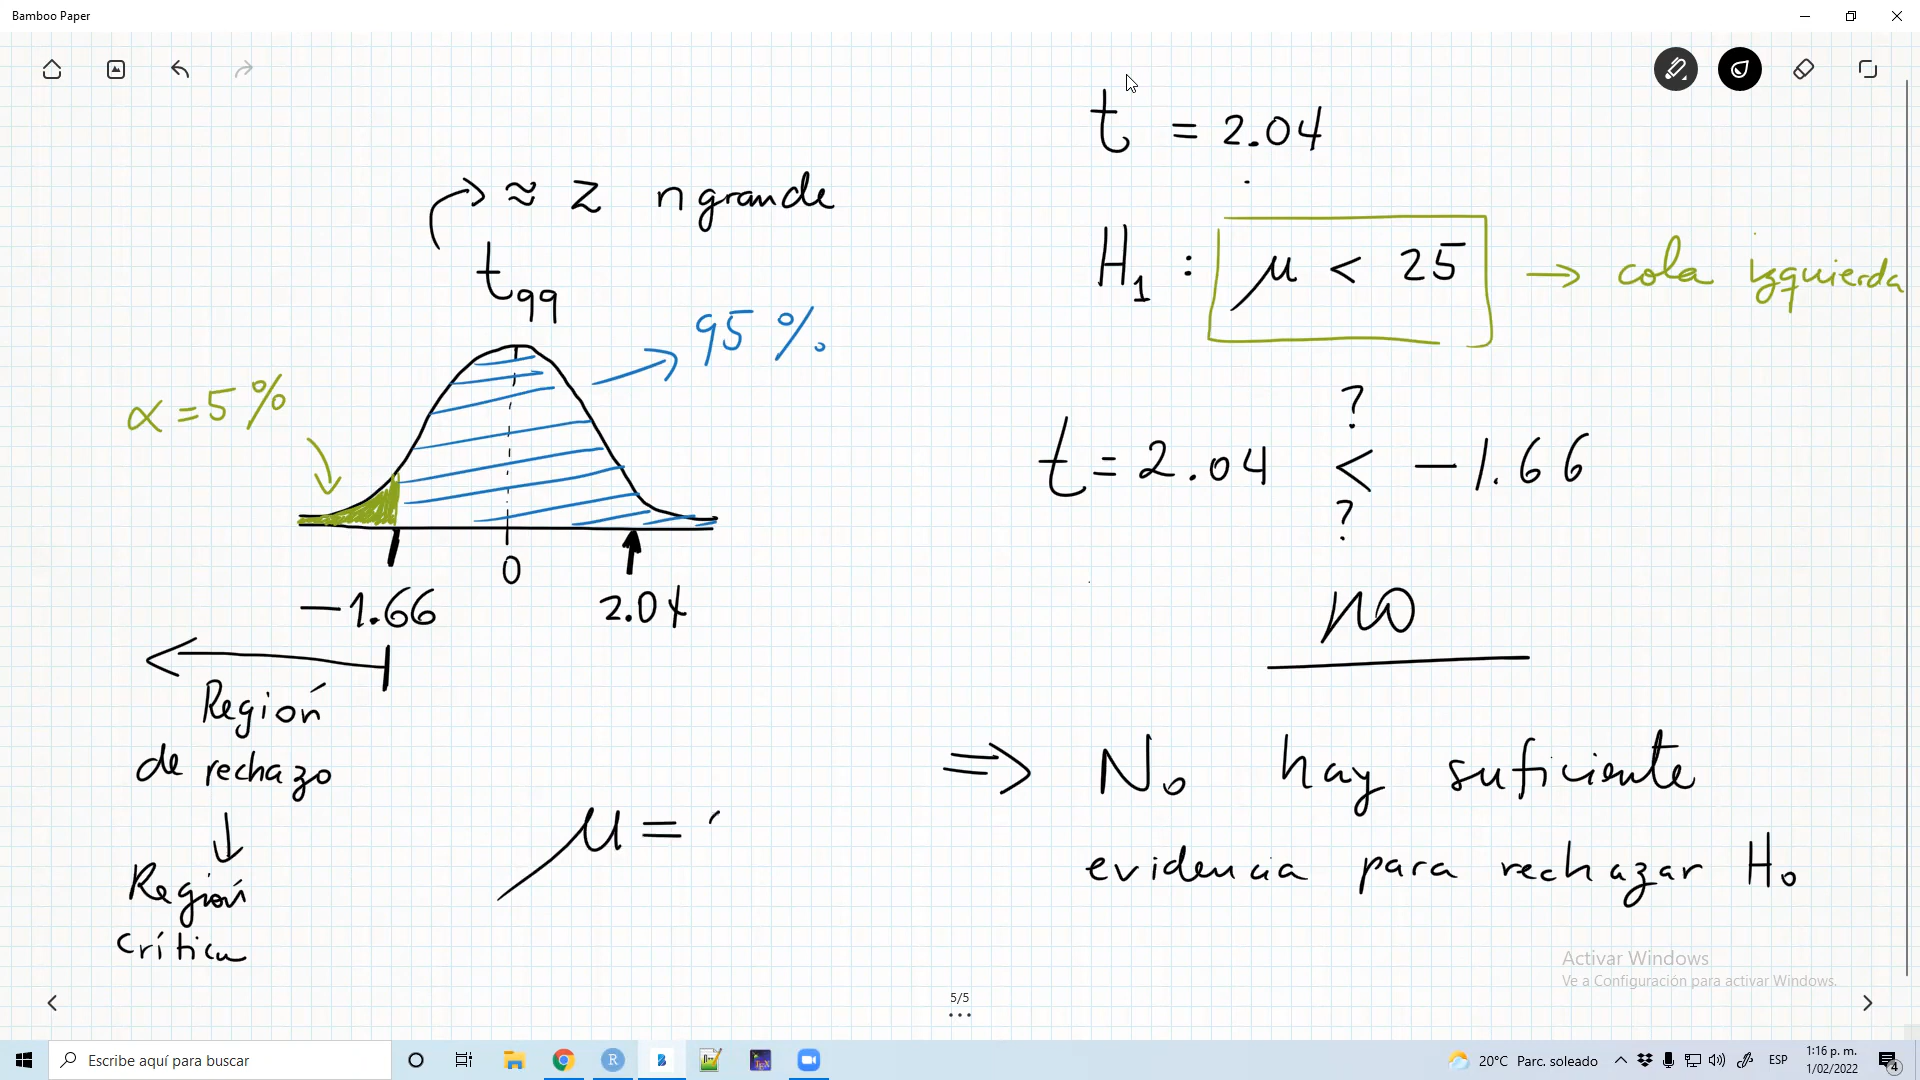 Bamboo Paper
≈ Z n grande
t99
95 %
α = 5 %
0
-1.66
2.04
Región
de rechazo
Región
crítica
μ =
t = 2.04
H1 : μ < 25 → cola izquierda
?
t = 2.04 < -1.66
?
no
⇒ No hay suficiente
evidencia para rechazar Ho
Activar Windows
Ve a Configuración para activar Windows.
5/5
Escribe aquí para buscar
20°C Parc. soleado
ESP
1:16 p. m.
1/02/2022
4